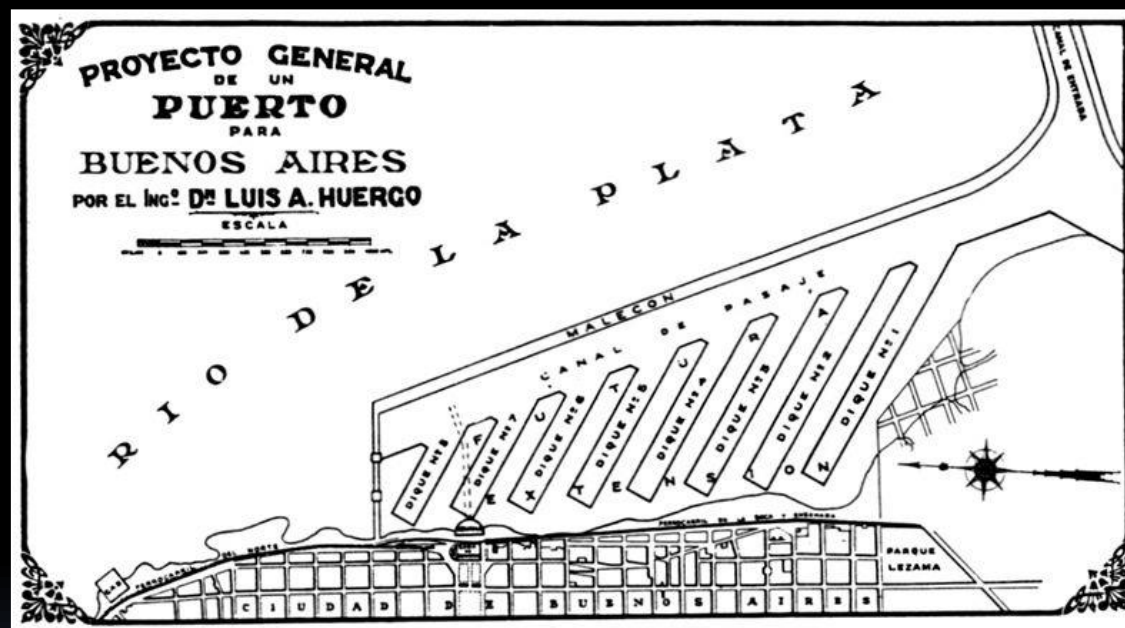 PROYECTO GENERAL
DE UN
PUERTO
PARA
BUENOS AIRES
POR EL INGº Dn LUIS A. HUERGO
ESCALA
RIO DE LA PLATA
CANAL DE ENTRADA
MALECON
CANAL DE PASAJE
EXTENSION FUTURA
DIQUE Nº 8
DIQUE Nº 7
DIQUE Nº 6
DIQUE Nº 5
DIQUE Nº 4
DIQUE Nº 3
DIQUE Nº 2
DIQUE Nº 1
FERROCARRIL DEL NORTE
FERROCARRIL DE LA BOCA Y ENSENADA
GAS
PARQUE
LEZAMA
CIUDAD DE BUENOS AIRES